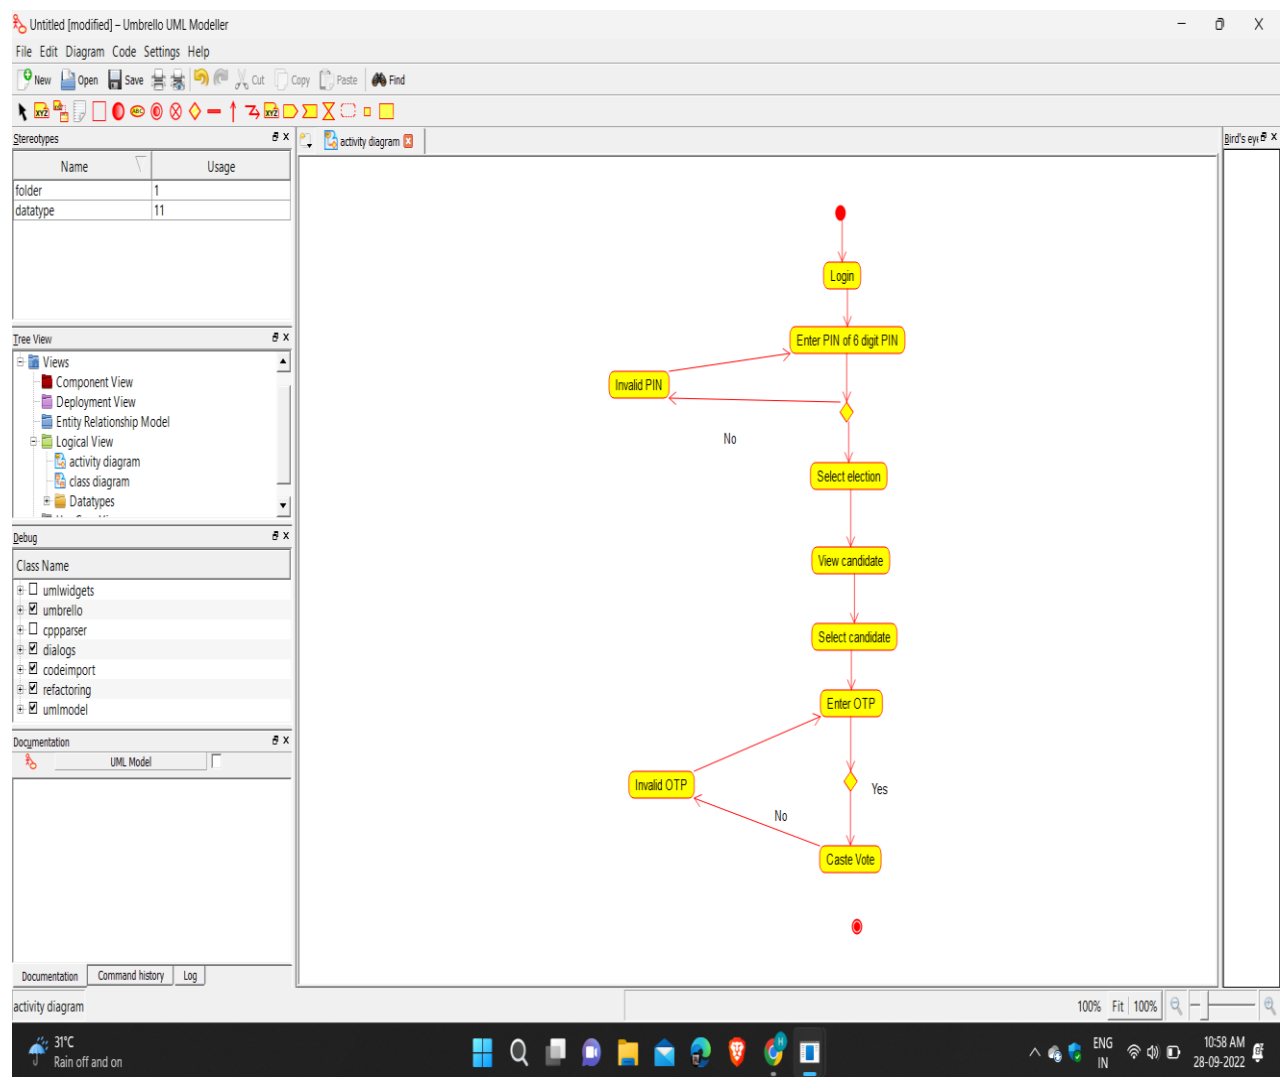 Untitled [modified] – Umbrello UML Modeller
File Edit Diagram Code Settings Help
New Open Save Cut Copy Paste Find
XYZ ABC XYZ
Stereotypes
activity diagram
Bird's eye
Name Usage
folder 1
datatype 11
Tree View
Views
Component View
Deployment View
Entity Relationship Model
Logical View
activity diagram
class diagram
Datatypes
Debug
Class Name
umlwidgets
umbrello
cppparser
dialogs
codeimport
refactoring
umlmodel
Documentation
UML Model
Documentation Command history Log
Login
Enter PIN of 6 digit PIN
Invalid PIN
No
Select election
View candidate
Select candidate
Enter OTP
Invalid OTP
Yes
No
Caste Vote
activity diagram
100% Fit 100%
31°C
Rain off and on
ENG
IN
10:58 AM
28-09-2022